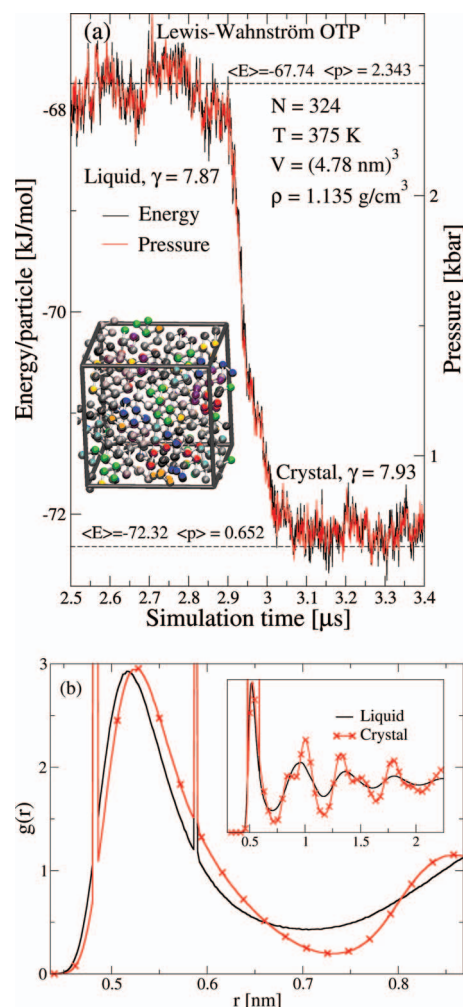 (a) Lewis-Wahnström OTP
<E>=-67.74 <p> = 2.343
-68
N = 324
T = 375 K
V = (4.78 nm)³
ρ = 1.135 g/cm³
Liquid, γ = 7.87
Energy
Pressure
2
-70
1
Crystal, γ = 7.93
-72
<E>=-72.32 <p> = 0.652
Energy/particle [kJ/mol]
Pressure [kbar]
2.5 2.6 2.7 2.8 2.9 3 3.1 3.2 3.3 3.4
Simulation time [μs]
3
(b)
Liquid
Crystal
2
0.5 1 1.5 2
g(r)
1
0
0.5 0.6 0.7 0.8
r [nm]